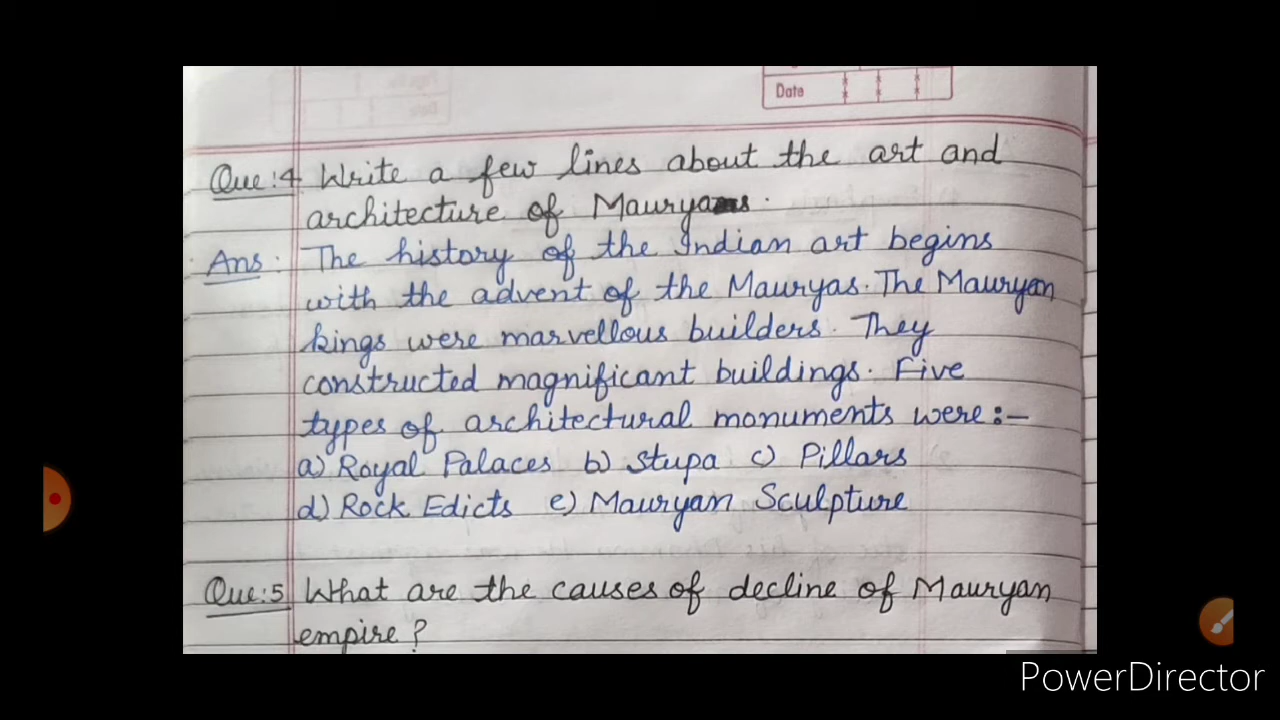 Date
Que:4 Write a few lines about the art and
architecture of Mauryas.
Ans: The history of the Indian art begins
with the advent of the Mauryas. The Mauryan
kings were marvellous builders. They
constructed magnificant buildings. Five
types of architectural monuments were:-
a) Royal Palaces b) Stupa c) Pillars
d) Rock Edicts e) Mauryan Sculpture
Que:5 What are the causes of decline of Mauryan
empire?
PowerDirector